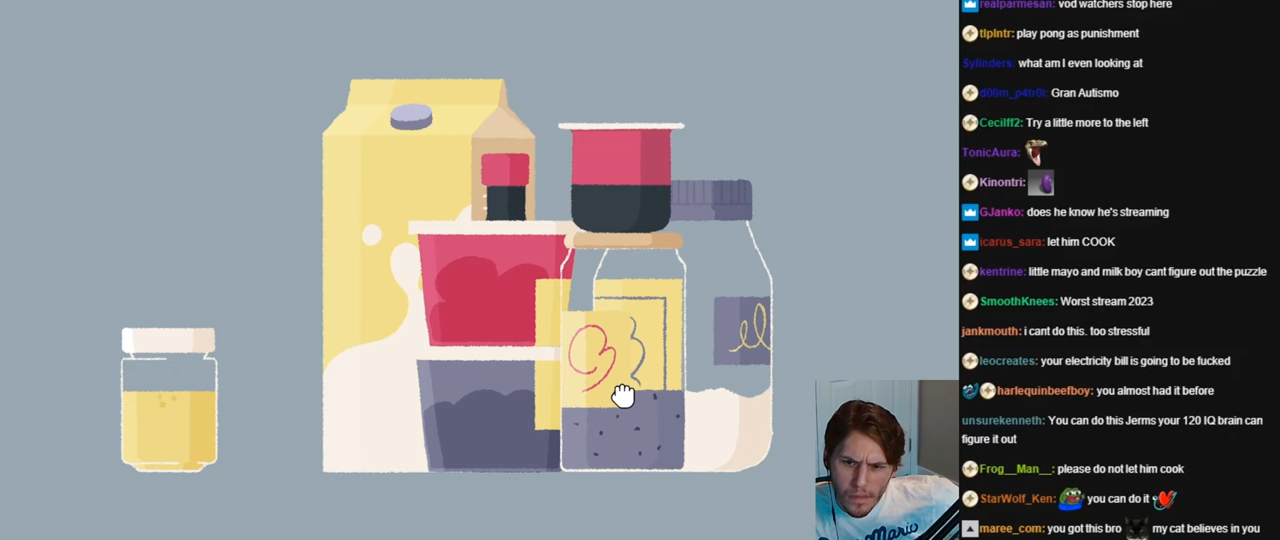 realparmesan: vod watchers stop here
tlpIntr: play pong as punishment
Sylinders: what am I even looking at
d00m_p4tr0l: Gran Autismo
Cecilff2: Try a little more to the left
TonicAura:
Kinontri:
GJanko: does he know he's streaming
icarus_sara: let him COOK
kentrine: little mayo and milk boy cant figure out the puzzle
SmoothKnees: Worst stream 2023
jankmouth: i cant do this. too stressful
leocreates: your electricity bill is going to be fucked
harlequinbeefboy: you almost had it before
unsurekenneth: You can do this Jerms your 120 IQ brain can
figure it out
Frog__Man__: please do not let him cook
StarWolf_Ken: you can do it
maree_com: you got this bro my cat believes in you